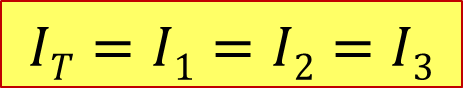 I_T = I_1 = I_2 = I_3